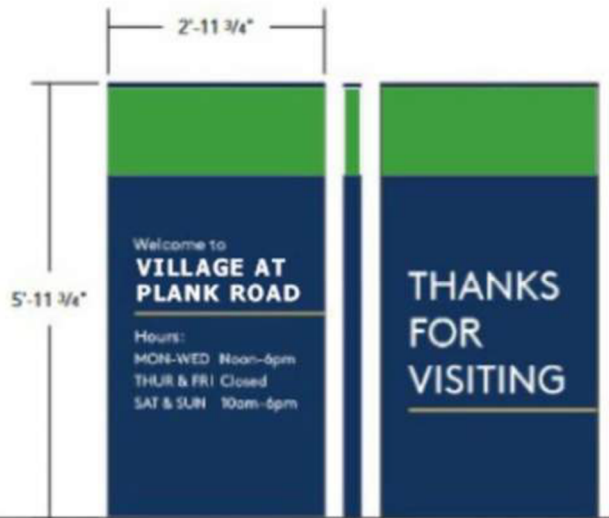 2'-11 3/4"
5'-11 3/4"
Welcome to
VILLAGE AT
PLANK ROAD
Hours:
MON-WED Noon-6pm
THUR & FRI Closed
SAT & SUN 10am-6pm
THANKS
FOR
VISITING